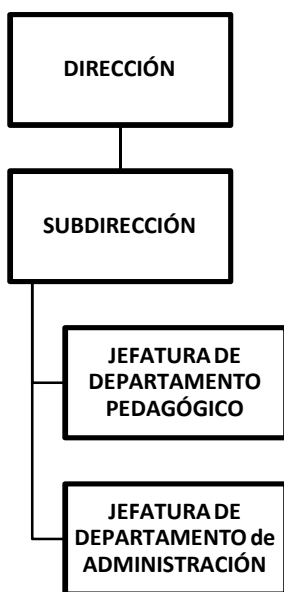 DIRECCIÓN
SUBDIRECCIÓN
JEFATURA DE
DEPARTAMENTO
PEDAGÓGICO
JEFATURA DE
DEPARTAMENTO de
ADMINISTRACIÓN